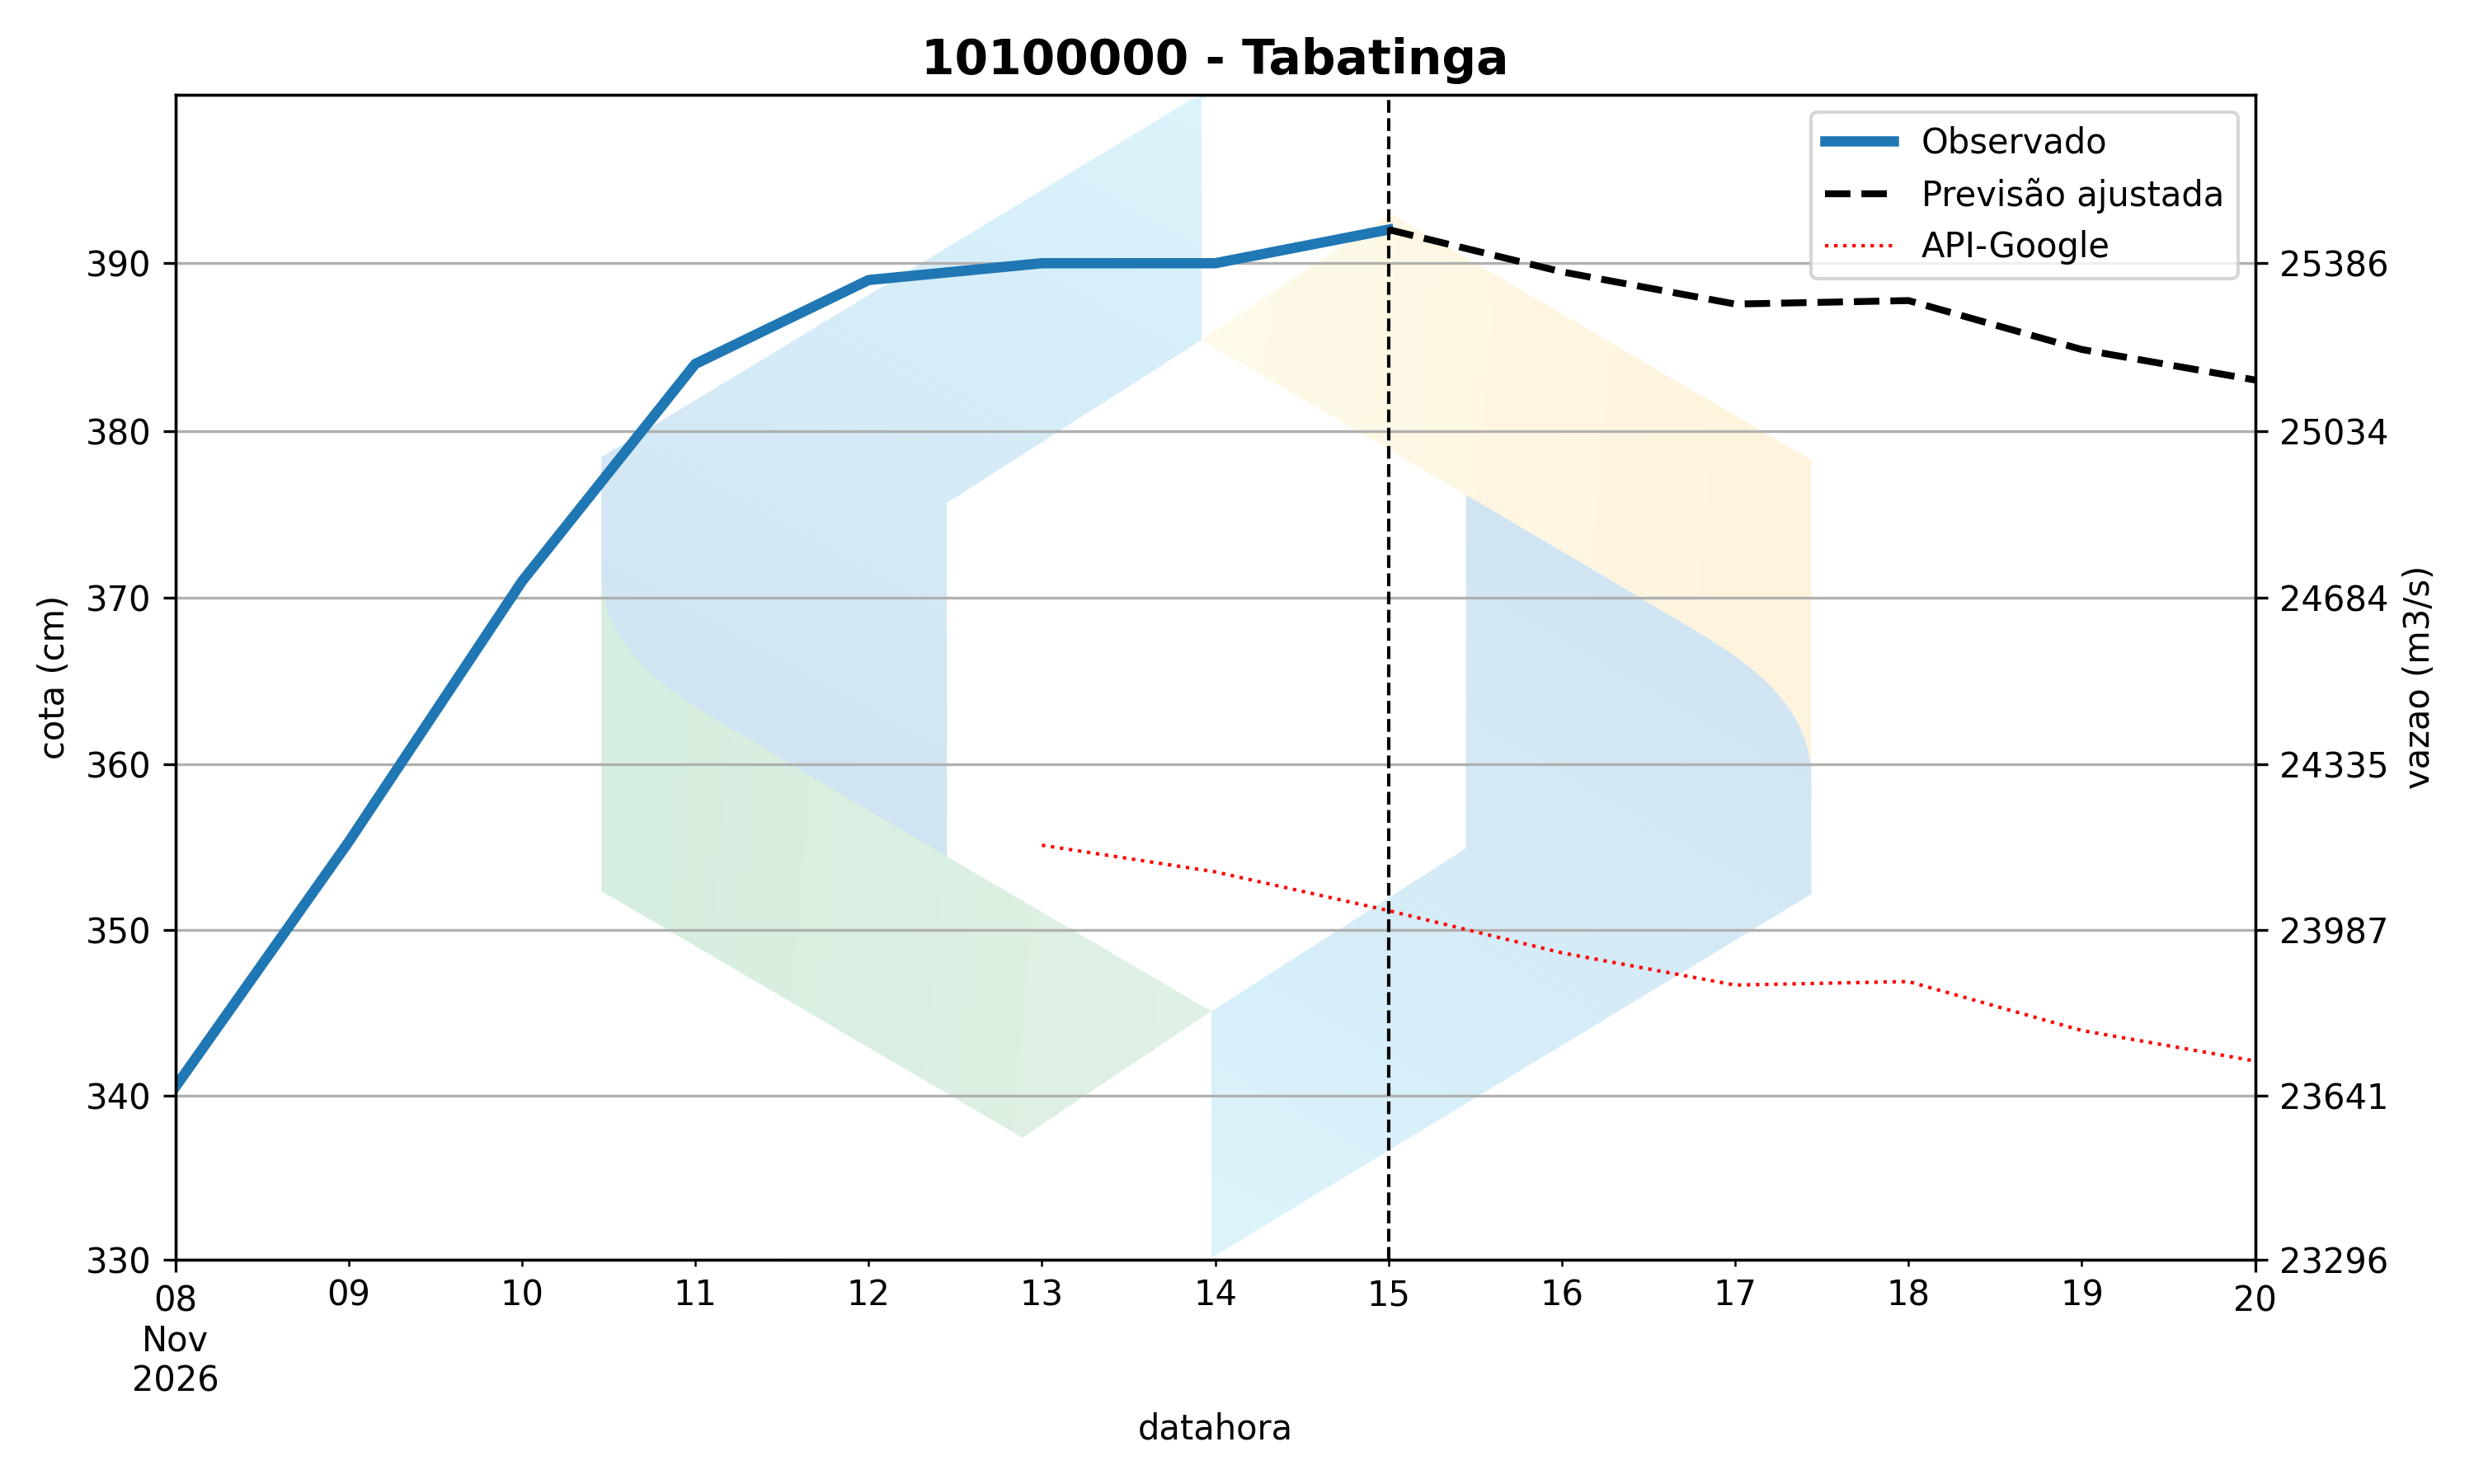 10100000 - Tabatinga
Observado
Previsão ajustada
API-Google
390
380
370
360
350
340
330
cota (cm)
25386
25034
24684
24335
23987
23641
23296
vazao (m3/s)
08 09 10 11 12 13 14 15 16 17 18 19 20
Nov
2026
datahora